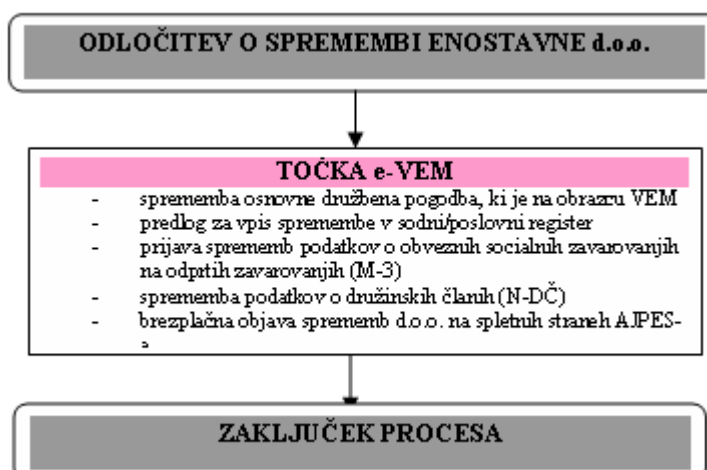 ODLOČITEV O SPREMEMBI ENOSTAVNE d.o.o.
TOČKA e-VEM
- sprememba osnovne družbena pogodba, ki je na obrazcu VEM
- predlog za vpis spremembe v sodni/poslovni register
- prijava sprememb podatkov o obveznih socialnih zavarovanjih
na odprtih zavarovanjih (M-3)
- sprememba podatkov o družinskih članih (N-DČ)
- brezplačna objava sprememb d.o.o. na spletnih straneh AJPES-
ZAKLJUČEK PROCESA